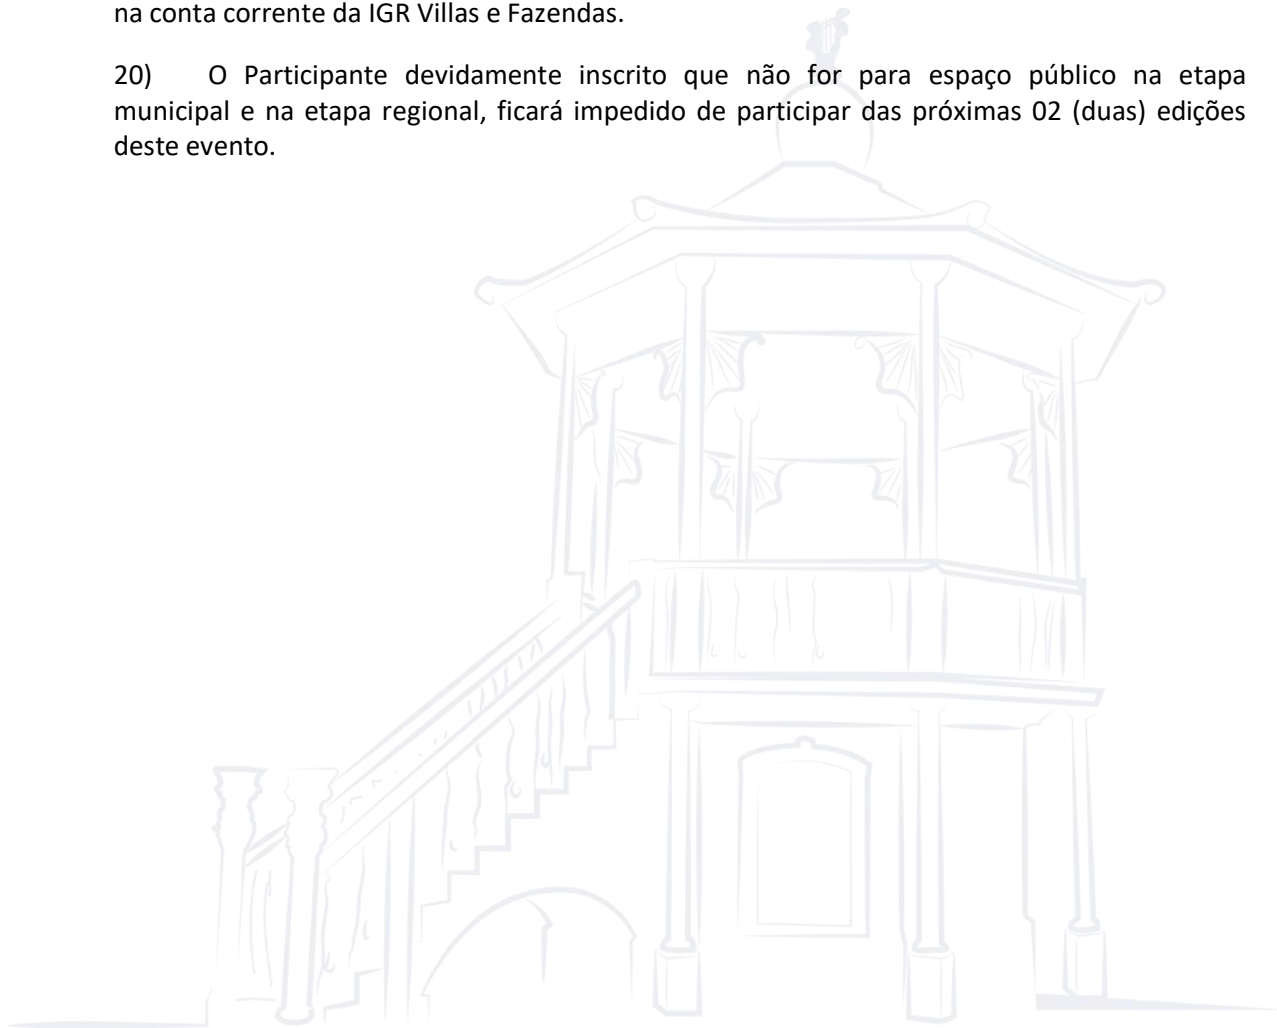 na conta corrente da IGR Villas e Fazendas.
20) O Participante devidamente inscrito que não for para espaço público na etapa
municipal e na etapa regional, ficará impedido de participar das próximas 02 (duas) edições
deste evento.